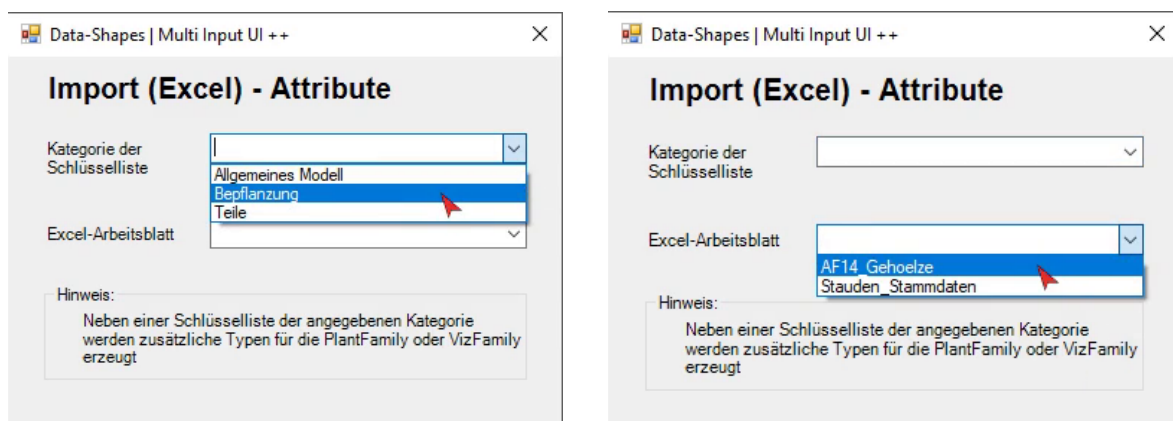 Data-Shapes | Multi Input UI ++
Import (Excel) - Attribute
Kategorie der
Schlüsselliste
Allgemeines Modell
Bepflanzung
Teile
Excel-Arbeitsblatt
Hinweis:
Neben einer Schlüsselliste der angegebenen Kategorie
werden zusätzliche Typen für die PlantFamily oder VizFamily
erzeugt
Data-Shapes | Multi Input UI ++
Import (Excel) - Attribute
Kategorie der
Schlüsselliste
Excel-Arbeitsblatt
AF14_Gehoelze
Stauden_Stammdaten
Hinweis:
Neben einer Schlüsselliste der angegebenen Kategorie
werden zusätzliche Typen für die PlantFamily oder VizFamily
erzeugt